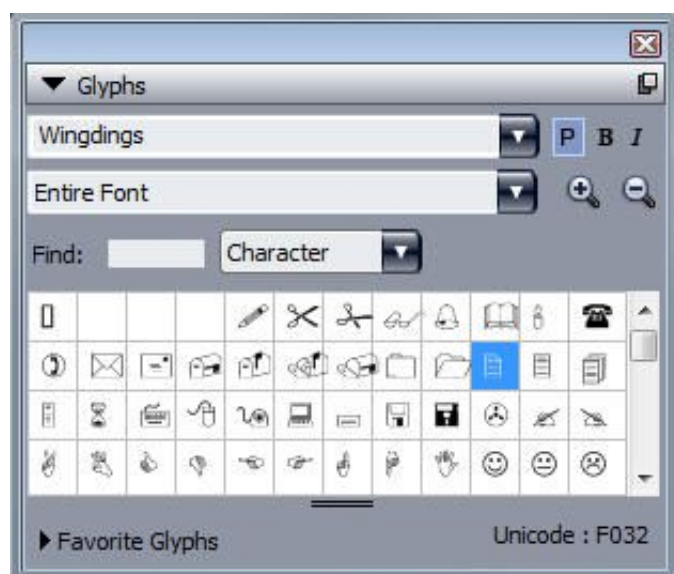 Glyphs
Wingdings
P B I
Entire Font
Find:
Character
Favorite Glyphs
Unicode : F032